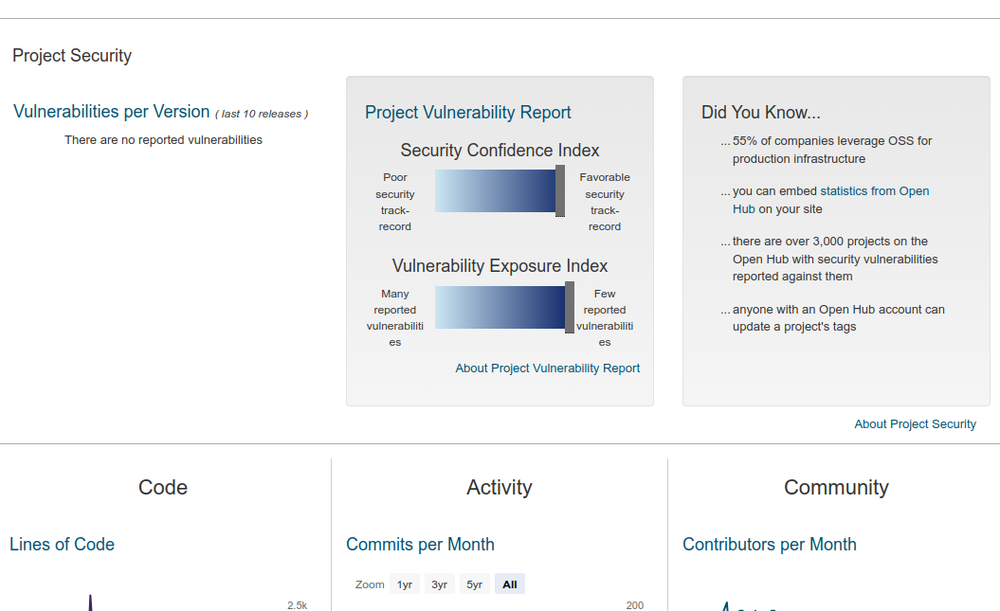 Project Security
Vulnerabilities per Version ( last 10 releases )
There are no reported vulnerabilities
Project Vulnerability Report
Security Confidence Index
Poor
security
track-
record
Favorable
security
track-
record
Vulnerability Exposure Index
Many
reported
vulnerabiliti
es
Few
reported
vulnerabiliti
es
About Project Vulnerability Report
Did You Know...
... 55% of companies leverage OSS for
production infrastructure
... you can embed statistics from Open
Hub on your site
... there are over 3,000 projects on the
Open Hub with security vulnerabilities
reported against them
... anyone with an Open Hub account can
update a project's tags
About Project Security
Code
Lines of Code
2.5k
Activity
Commits per Month
Zoom 1yr 3yr 5yr All
200
Community
Contributors per Month